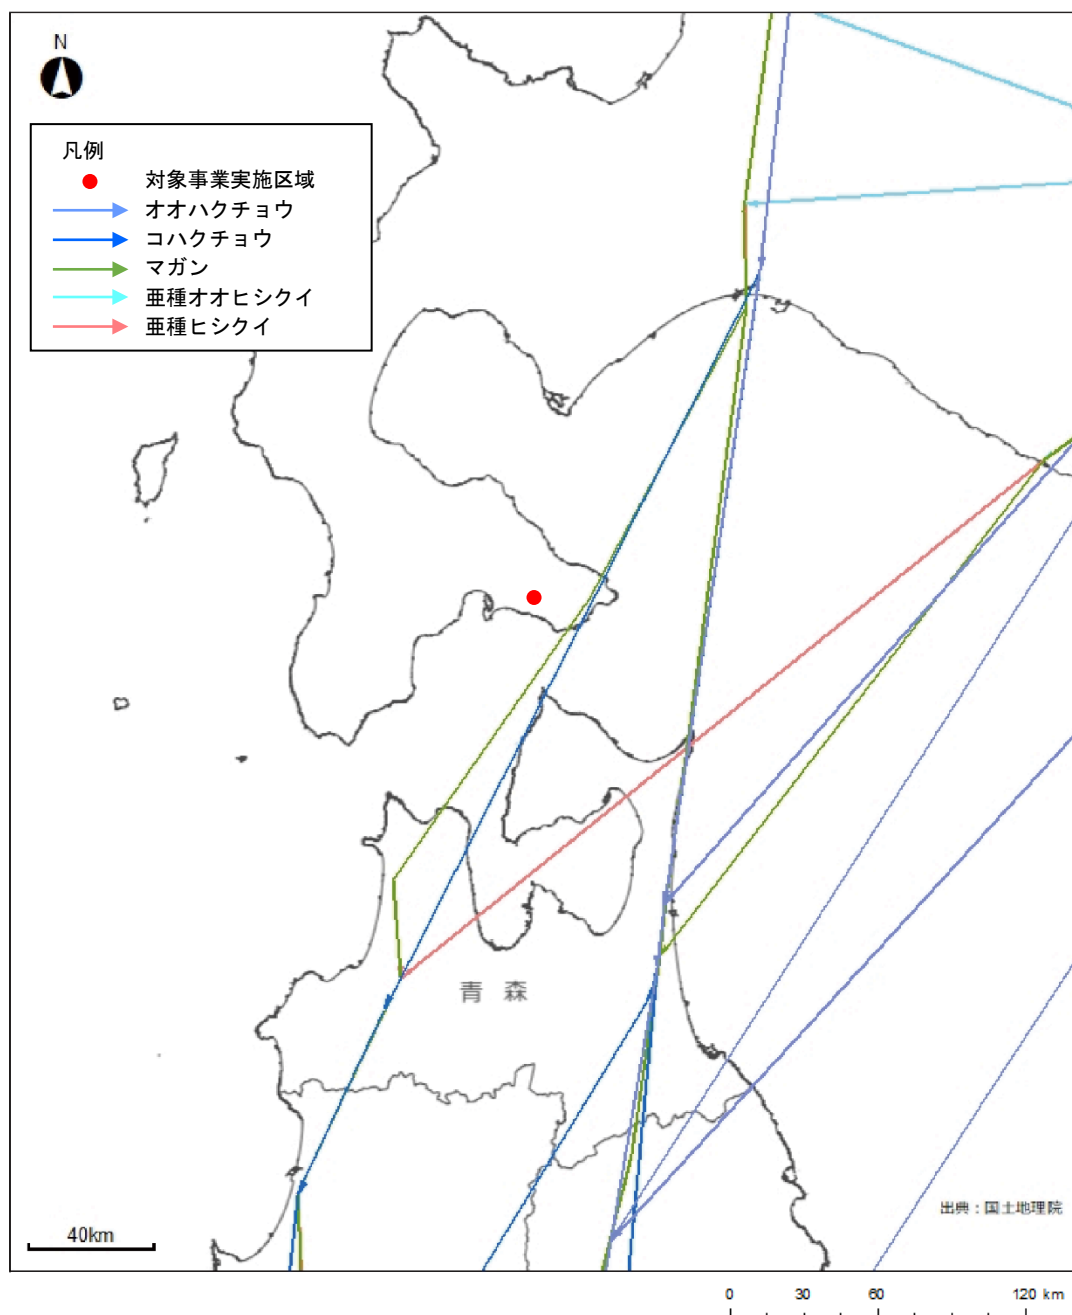 N
凡例
対象事業実施区域
オオハクチョウ
コハクチョウ
マガン
亜種オオヒシクイ
亜種ヒシクイ
青 森
出典：国土地理院
40km
0 30 60 120 km